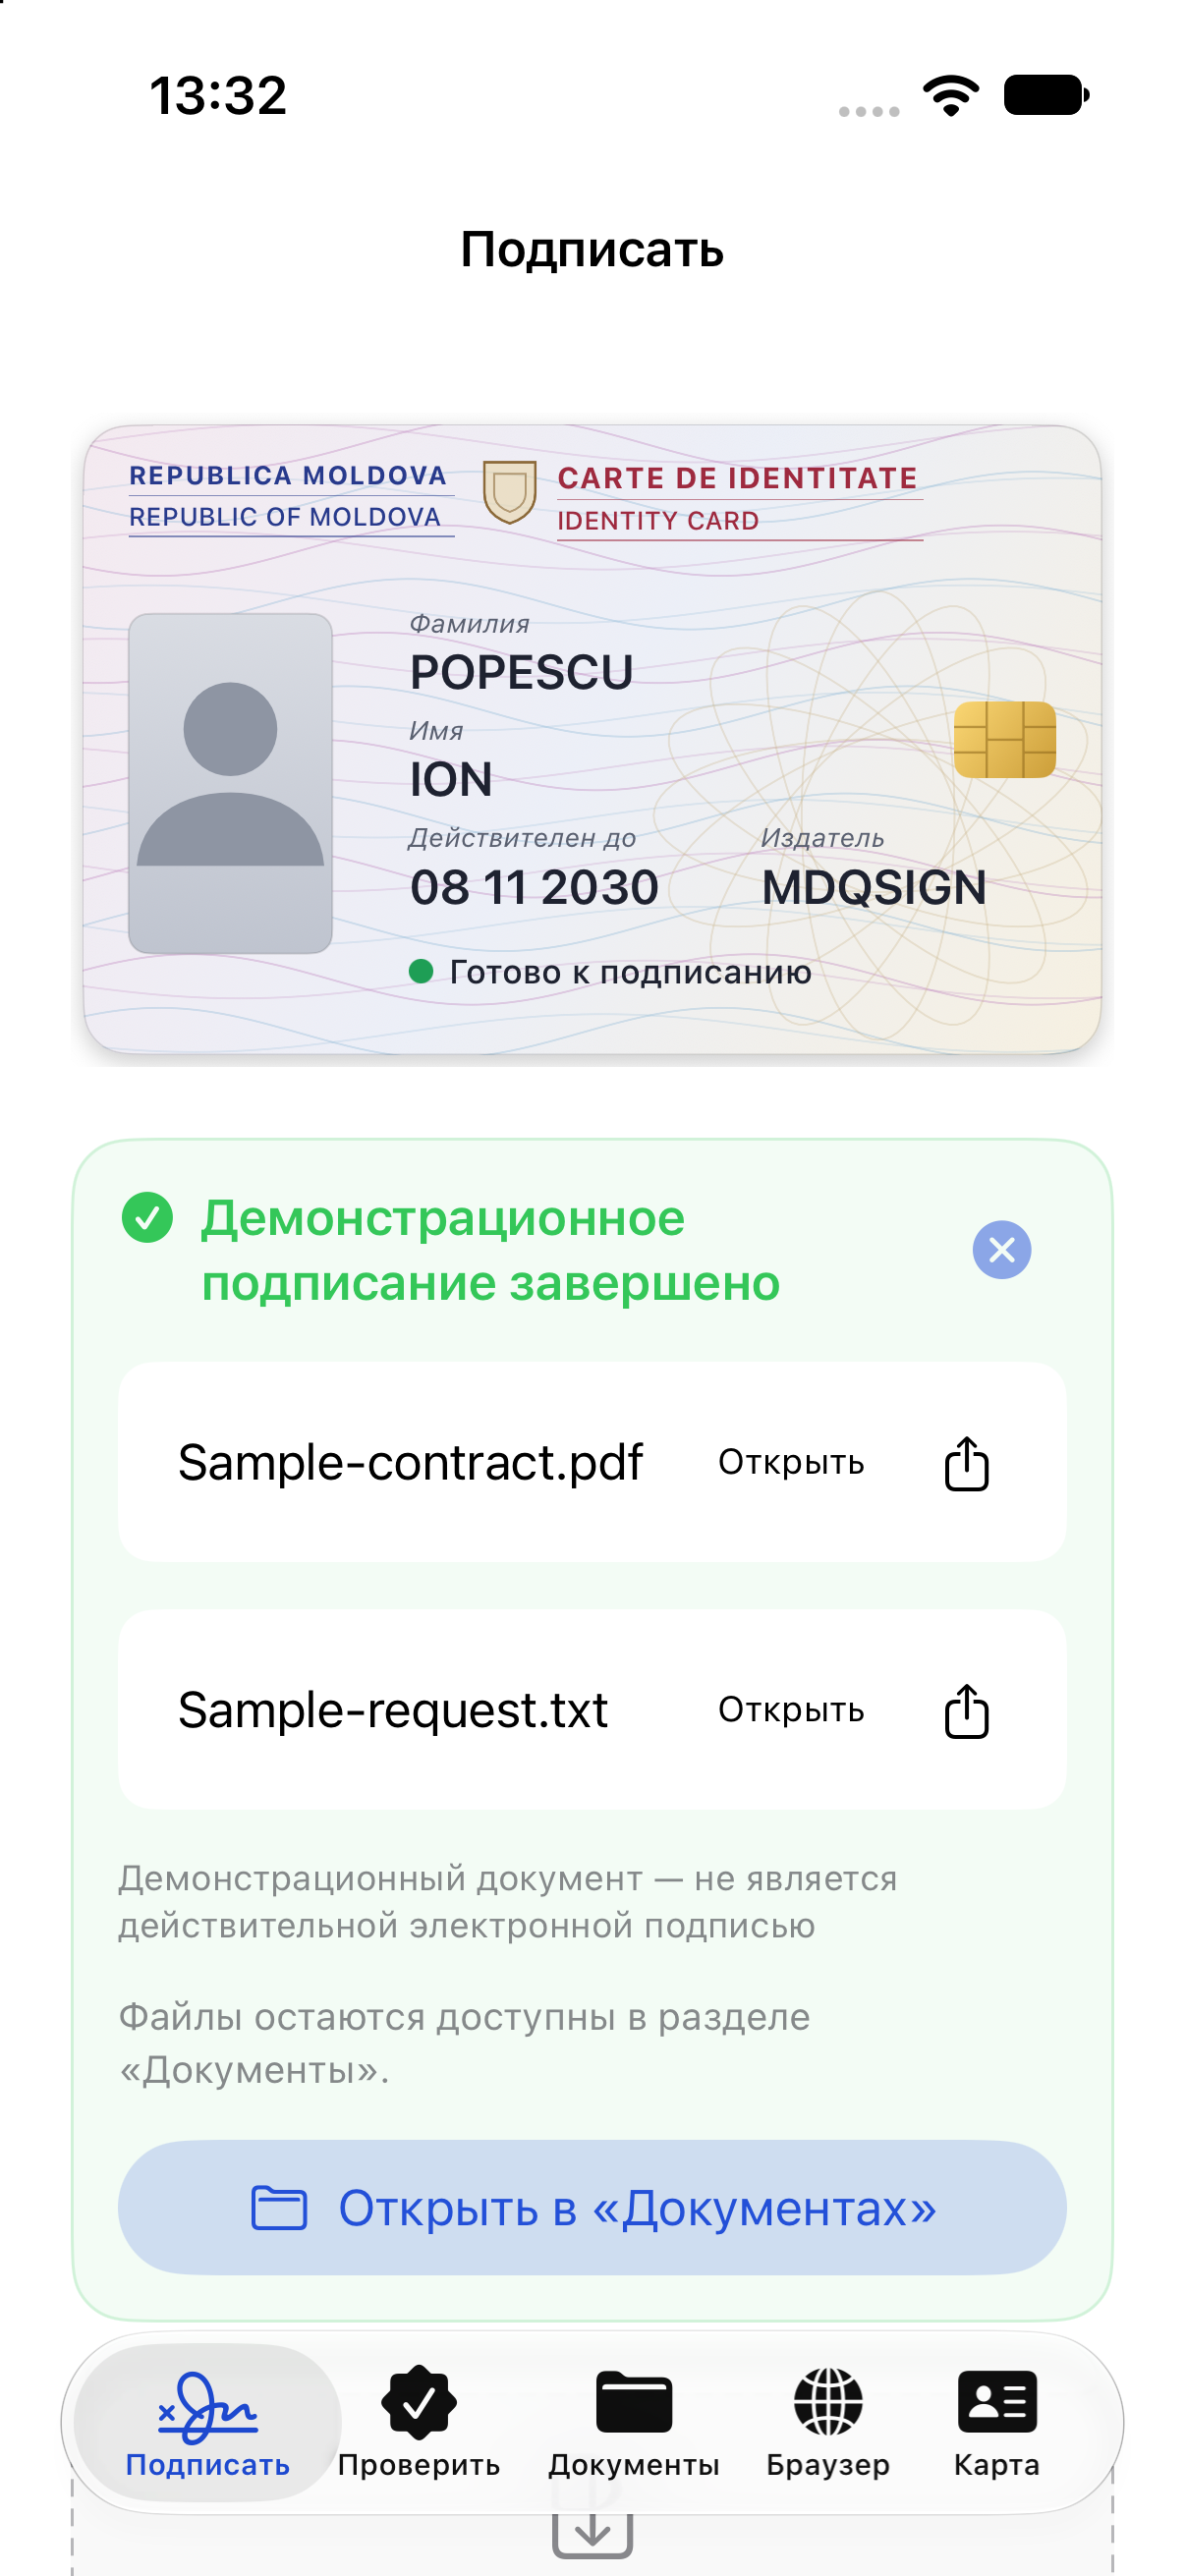 13:32
Подписать
REPUBLICA MOLDOVA
REPUBLIC OF MOLDOVA
CARTE DE IDENTITATE
IDENTITY CARD
Фамилия
POPESCU
Имя
ION
Действителен до
08 11 2030
Издатель
MDQSIGN
Готово к подписанию
Демонстрационное
подписание завершено
Sample-contract.pdf
Открыть
Sample-request.txt
Открыть
Демонстрационный документ — не является
действительной электронной подписью
Файлы остаются доступны в разделе
«Документы».
Открыть в «Документах»
Подписать
Проверить
Документы
Браузер
Карта